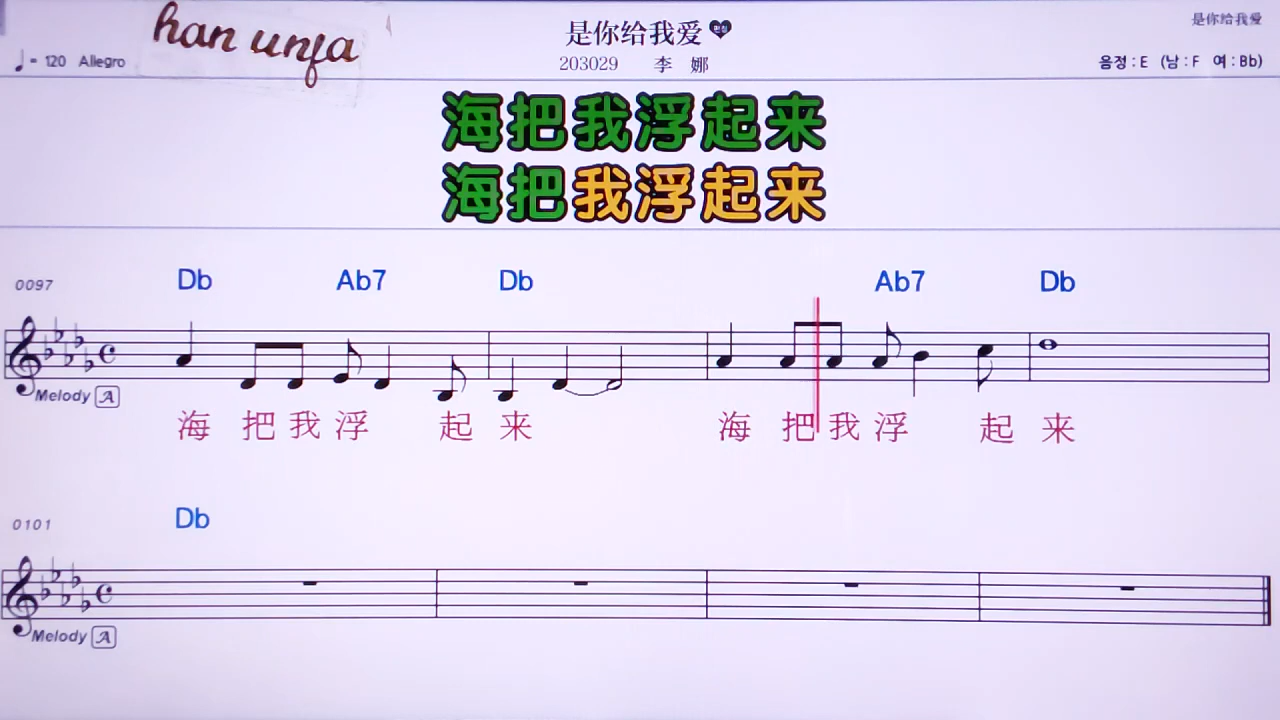 han unfa
是你给我爱
是你给我爱
♩= 120 Allegro
203029 李 娜
음정 : E (남 : F 여 : Bb)
海把我浮起来
海把我浮起来
0097
Db Ab7 Db Ab7 Db
Melody A
海 把 我 浮 起 来 海 把 我 浮 起 来
0101
Db
Melody A